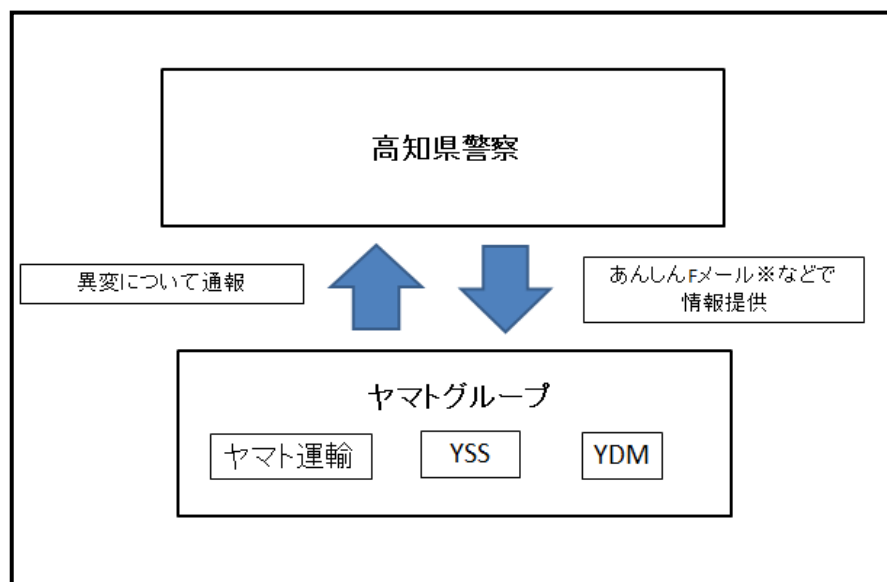 高知県警察
異変について通報
あんしんFメール※などで
情報提供
ヤマトグループ
ヤマト運輸
YSS
YDM